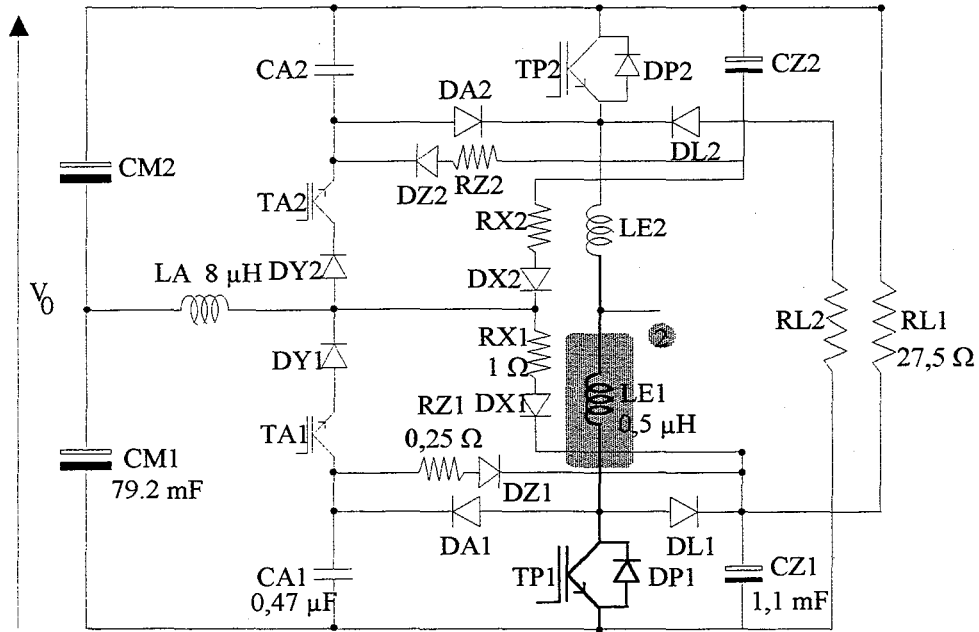 CA2
TP2
DP2
CZ2
DA2
DL2
CM2
DZ2
RZ2
TA2
RX2
LE2
LA 8 µH
DY2
DX2
V0
2
RL2
RL1
27,5 Ω
DY1
RX1
1 Ω
LE1
0,5 µH
DX1
TA1
RZ1
0,25 Ω
CM1
79.2 mF
DZ1
DA1
DL1
CA1
0,47 µF
TP1
DP1
CZ1
1,1 mF